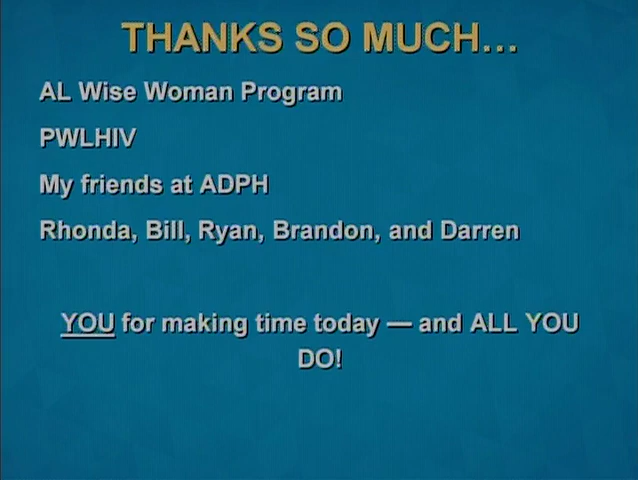 THANKS SO MUCH...
AL Wise Woman Program
PWLHIV
My friends at ADPH
Rhonda, Bill, Ryan, Brandon, and Darren
YOU for making time today — and ALL YOU
DO!